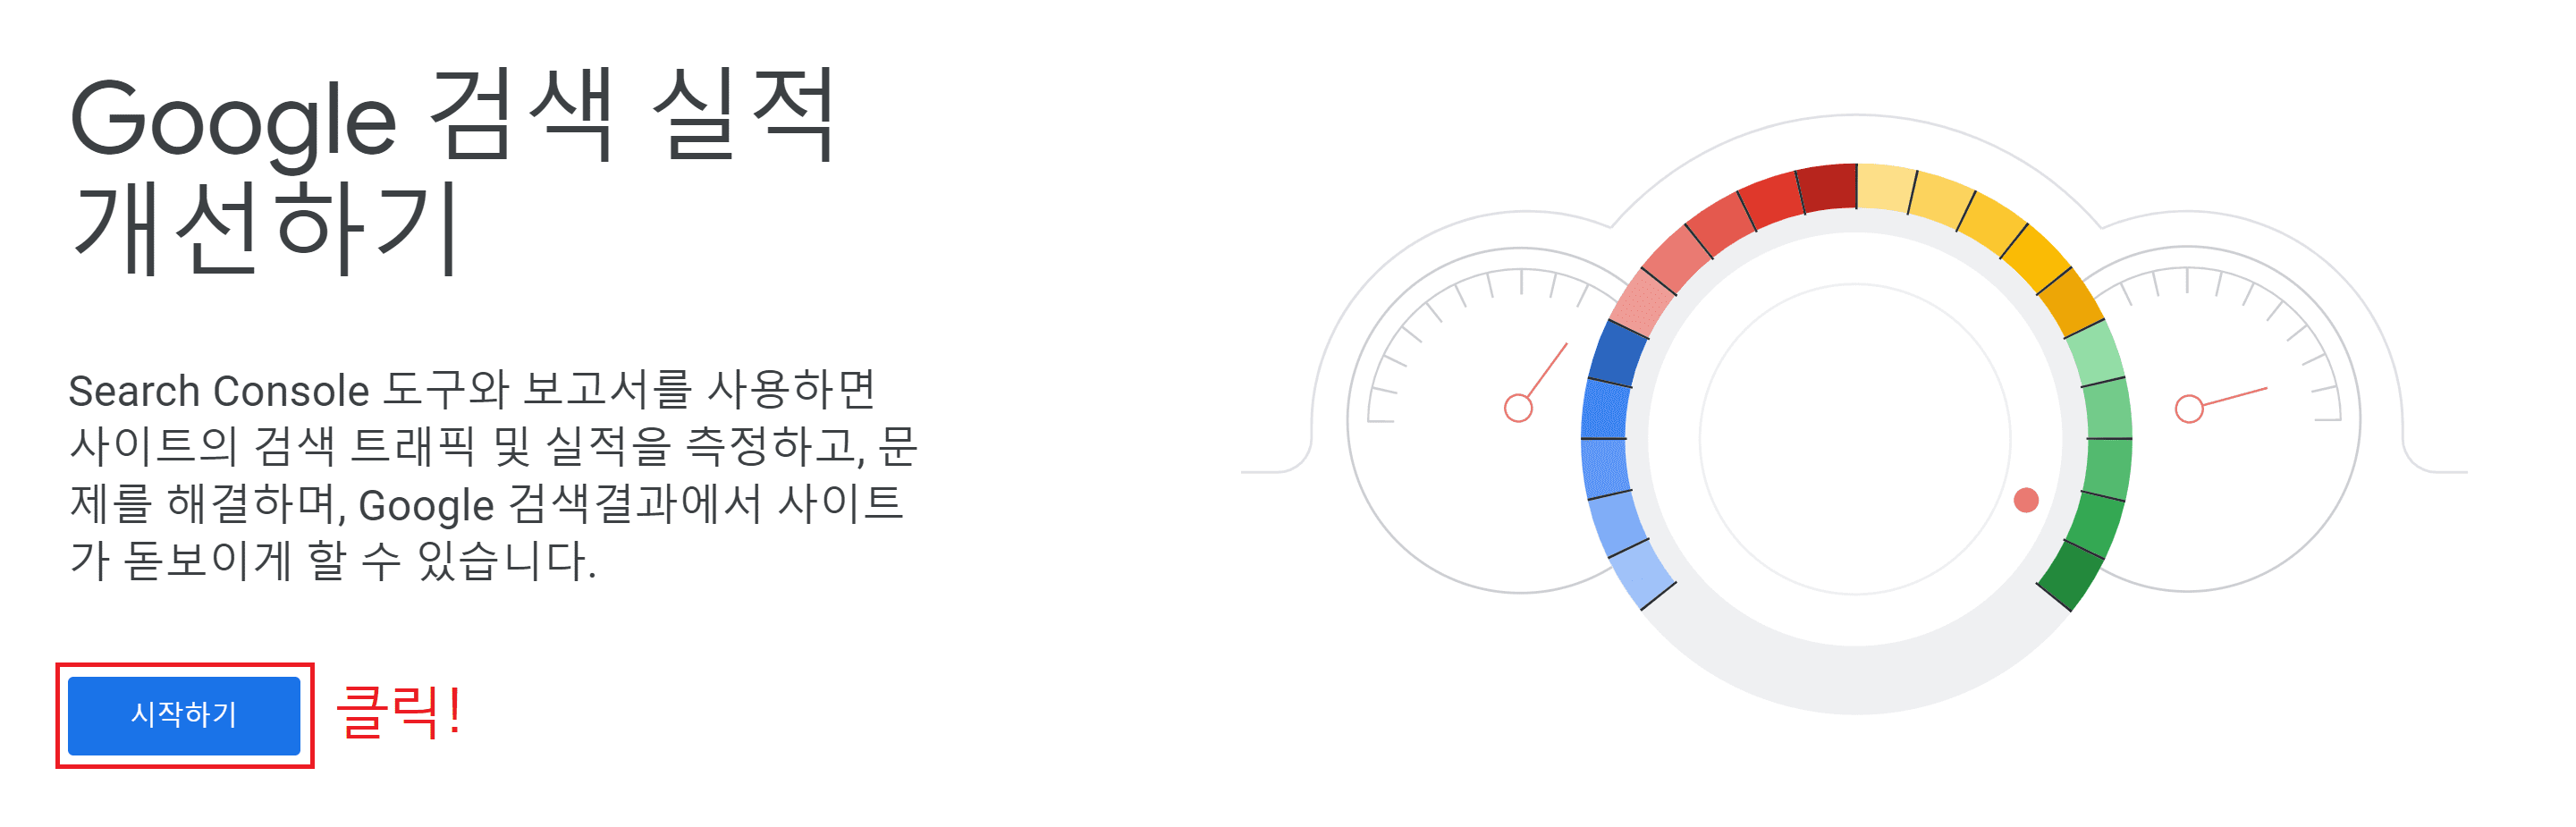 Google 검색 실적
개선하기
Search Console 도구와 보고서를 사용하면
사이트의 검색 트래픽 및 실적을 측정하고, 문
제를 해결하며, Google 검색결과에서 사이트
가 돋보이게 할 수 있습니다.
시작하기 클릭!